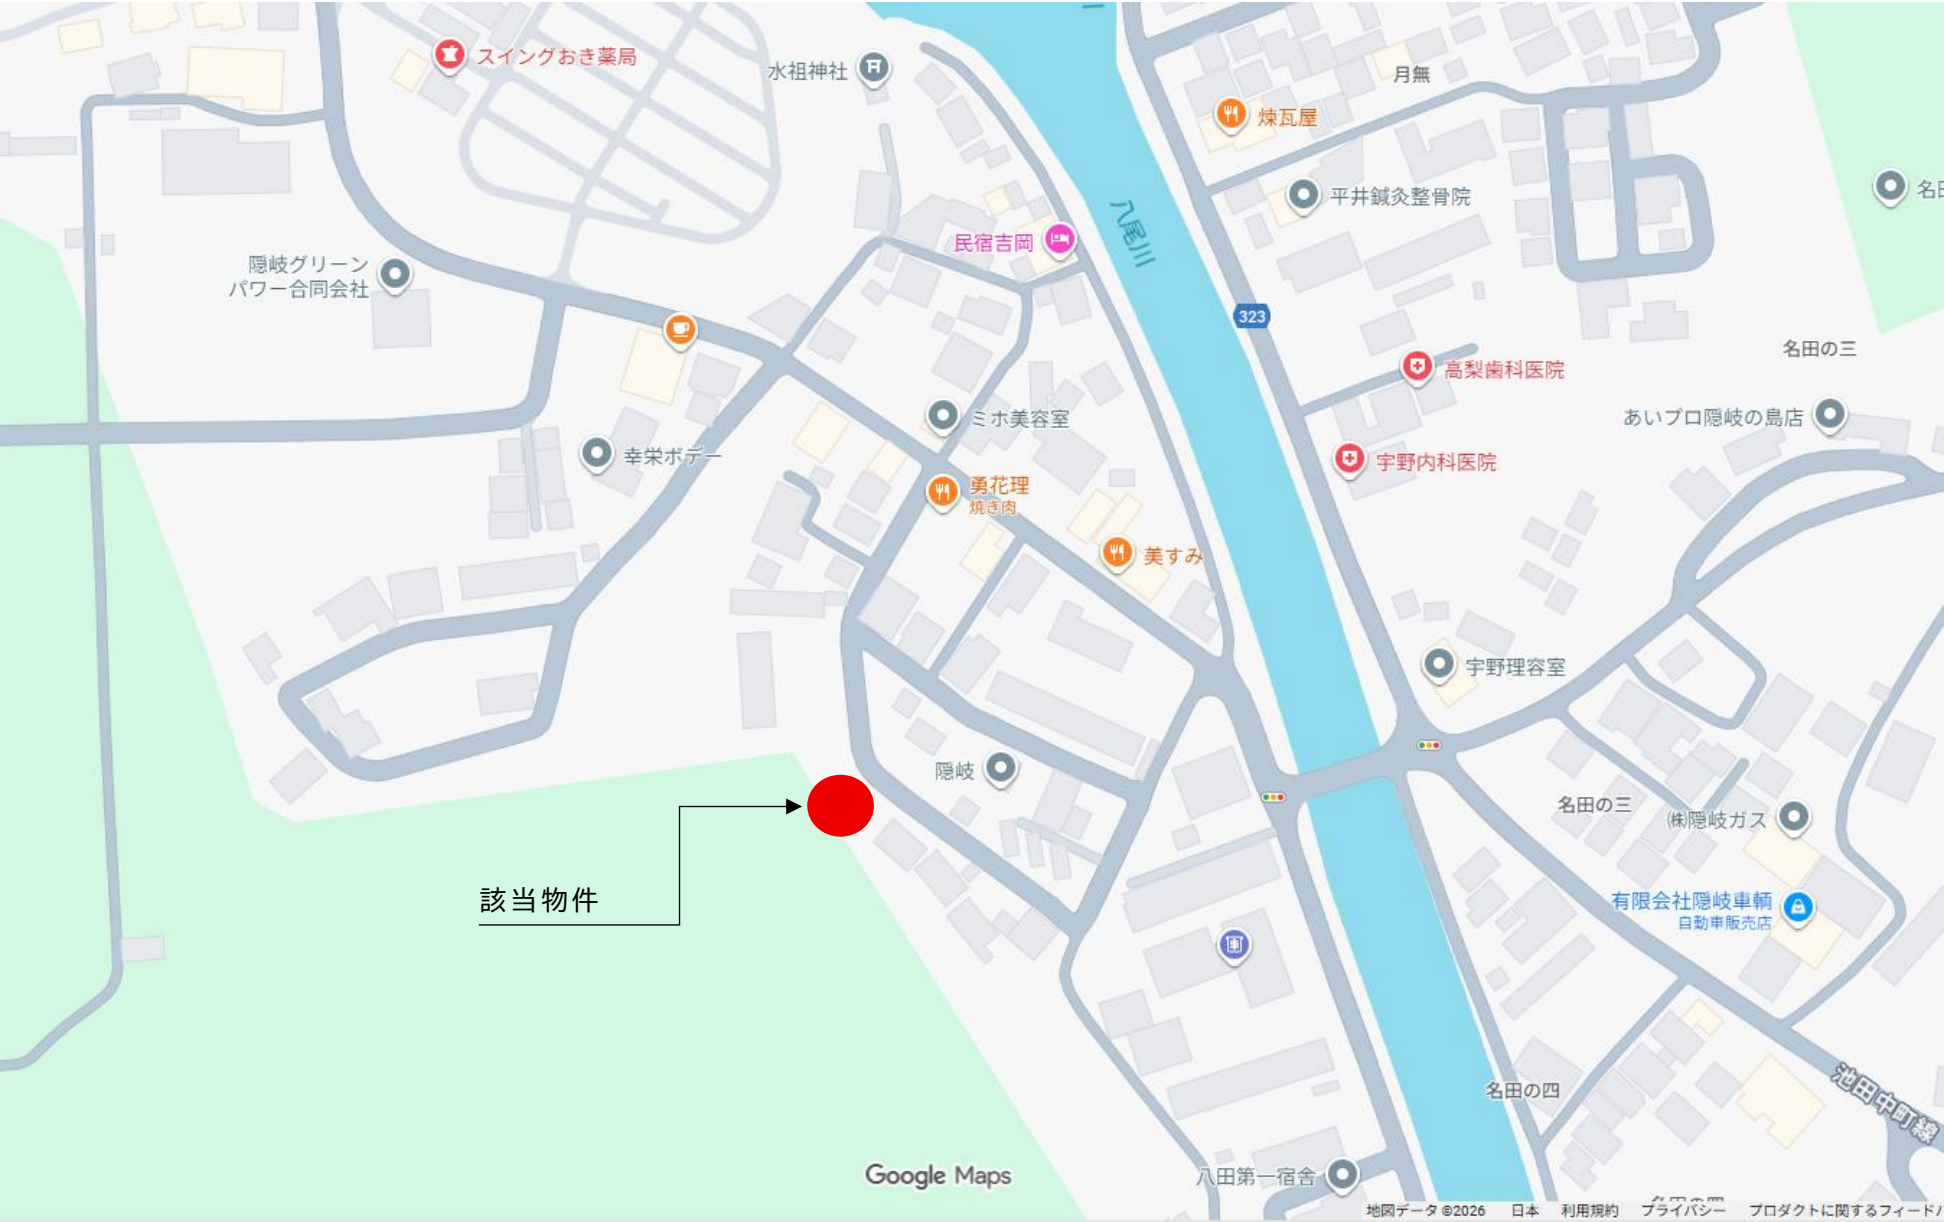 スイングおき薬局
水祖神社
月無
煉瓦屋
平井鍼灸整骨院
八尾川
民宿吉岡
隠岐グリーン
パワー合同会社
323
名田の三
高梨歯科医院
あいプロ隠岐の島店
ミホ美容室
幸栄ボデー
宇野内科医院
勇花理
焼き肉
美すみ
宇野理容室
隠岐
名田の三
㈱隠岐ガス
該当物件
有限会社隠岐車輌
自動車販売店
名田の四
池田中町線
Google Maps
八田第一宿舎
地図データ ©2026 日本 利用規約 プライバシー プロダクトに関するフィード